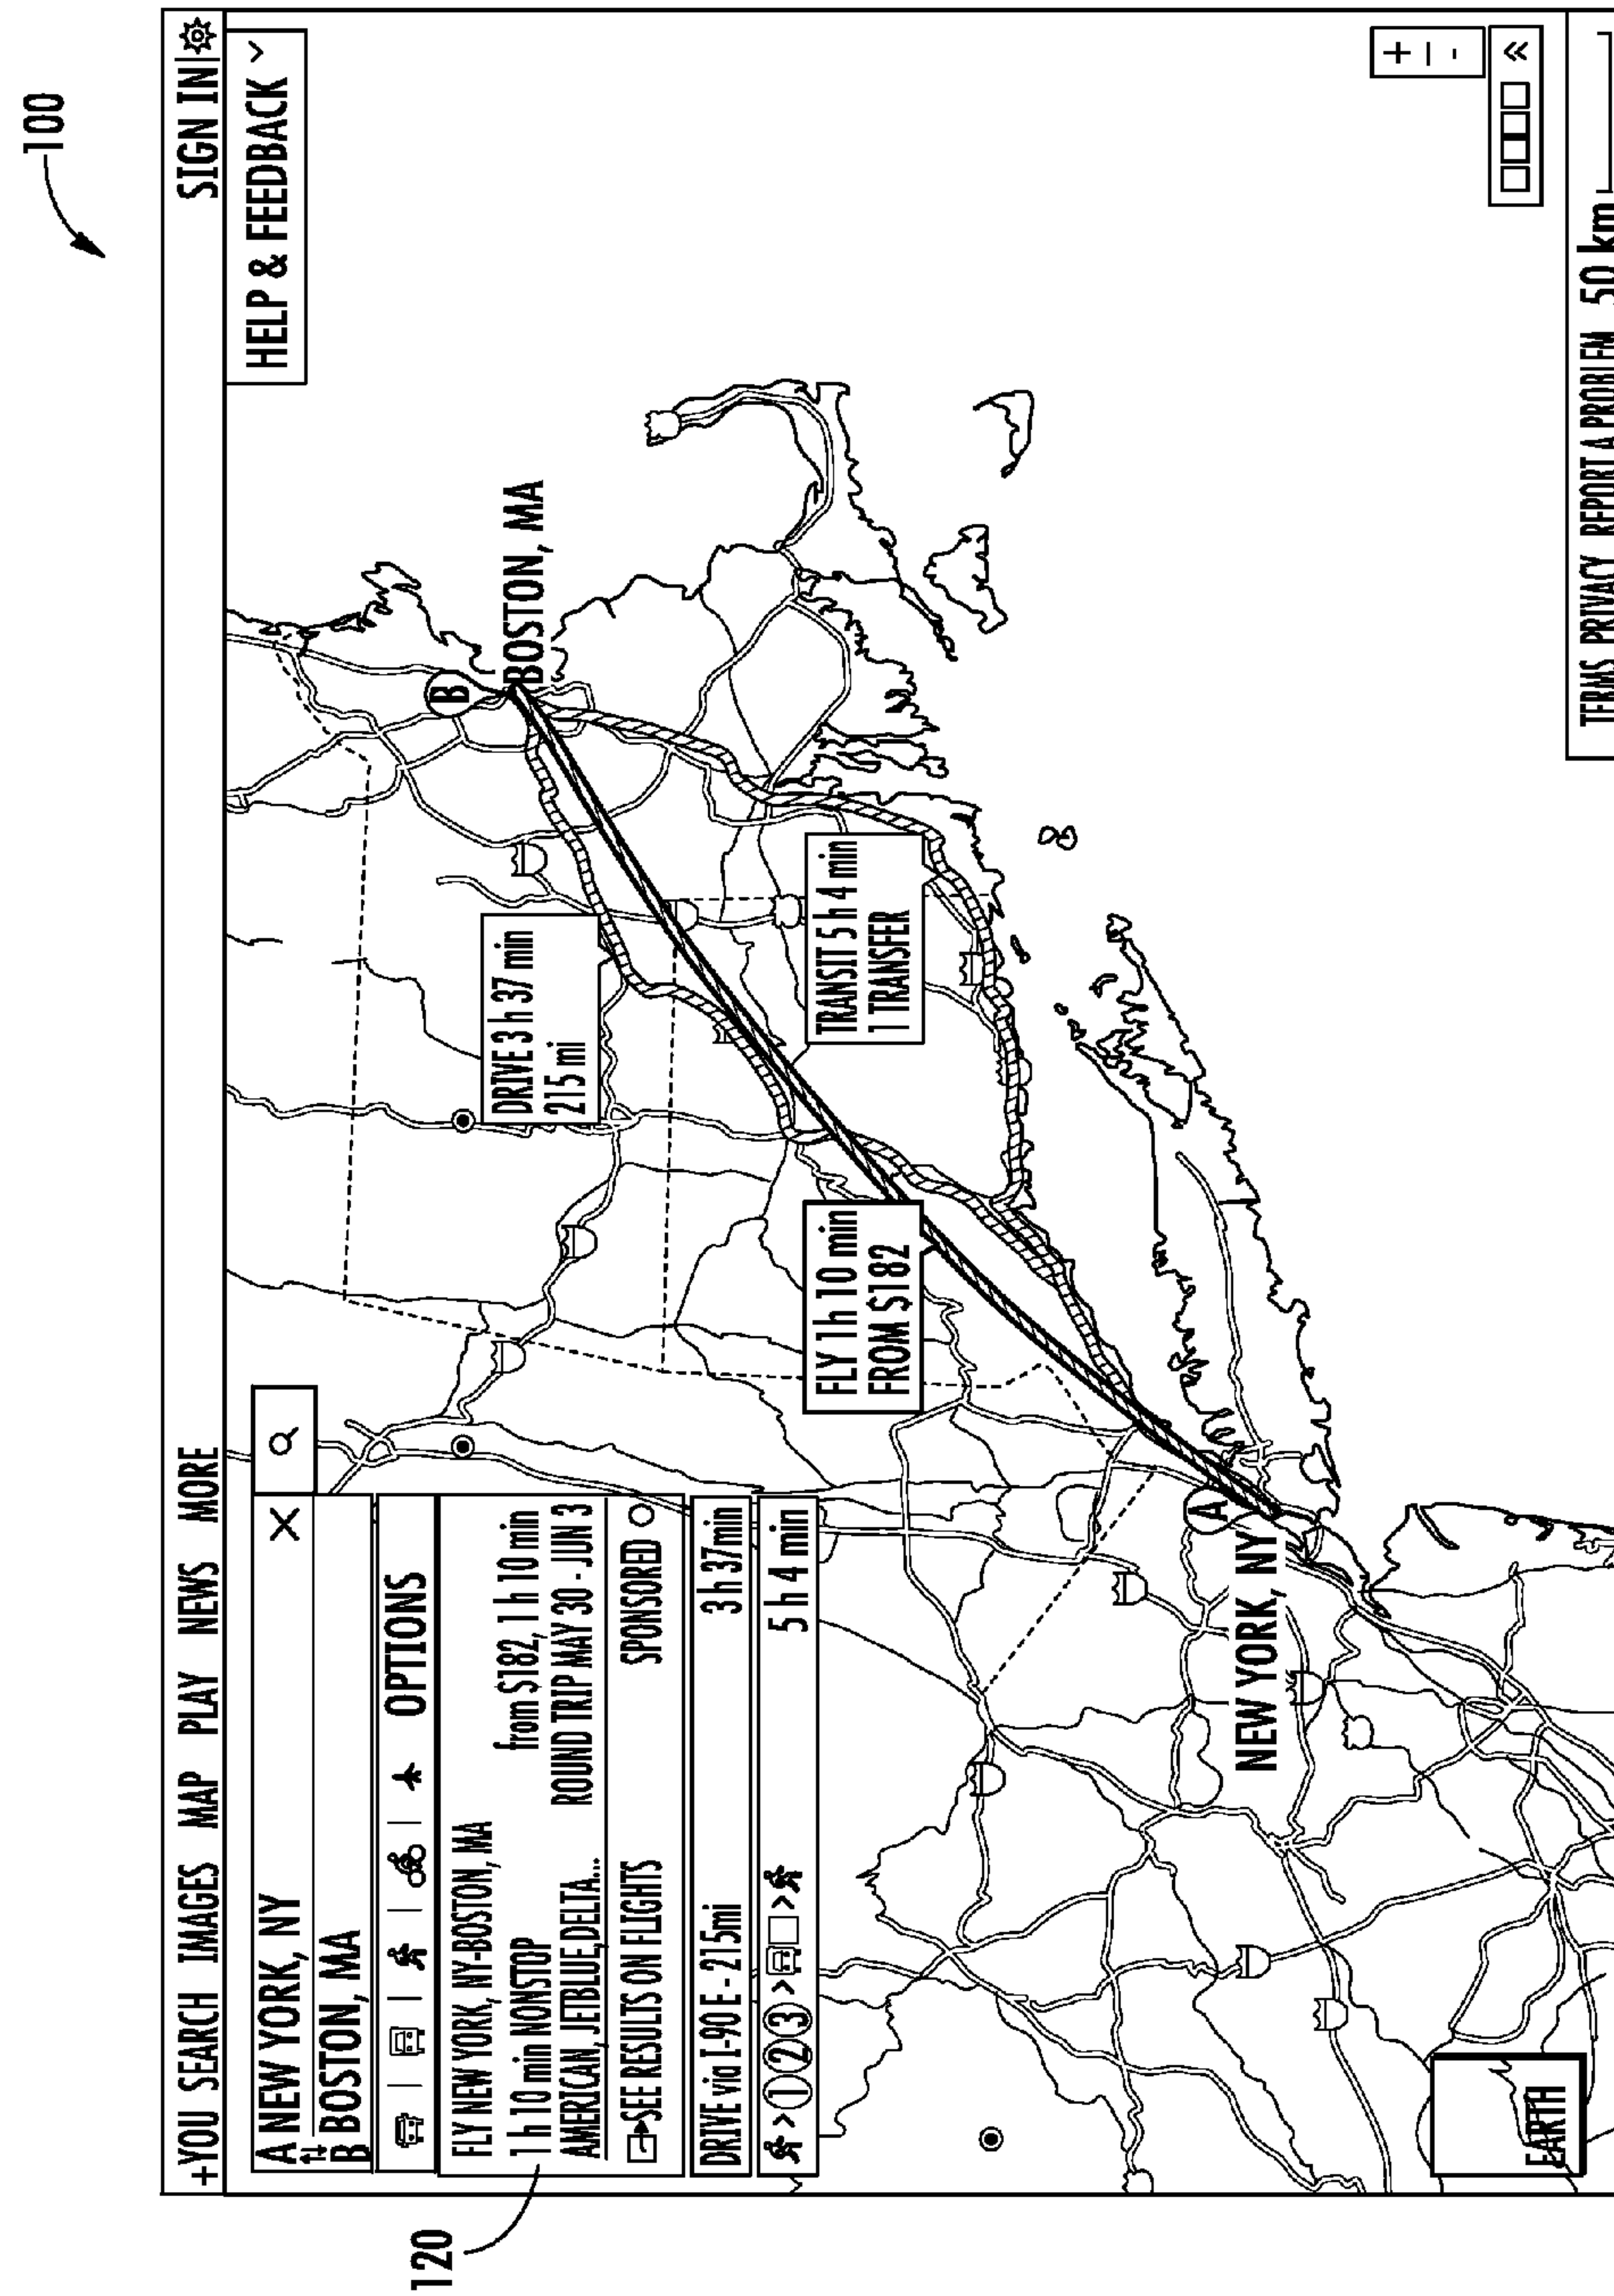 100
+YOU SEARCH IMAGES MAP PLAY NEWS MORE SIGN IN
HELP & FEEDBACK
A NEW YORK, NY X
B BOSTON, MA
OPTIONS
120
FLY NEW YORK, NY-BOSTON, MA from $182, 1 h 10 min
1 h 10 min NONSTOP ROUND TRIP MAY 30 - JUN 3
AMERICAN, JETBLUE, DELTA...
SEE RESULTS ON FLIGHTS SPONSORED
DRIVE via I-90 E - 215mi 3 h 37min
> 1 2 3 > > 5 h 4 min
B
BOSTON, MA
DRIVE 3 h 37 min
215 mi
TRANSIT 5 h 4 min
1 TRANSFER
FLY 1h 10 min
FROM $182
A
NEW YORK, NY
+
-
EARTH
TERMS PRIVACY REPORT A PROBLEM 50 km